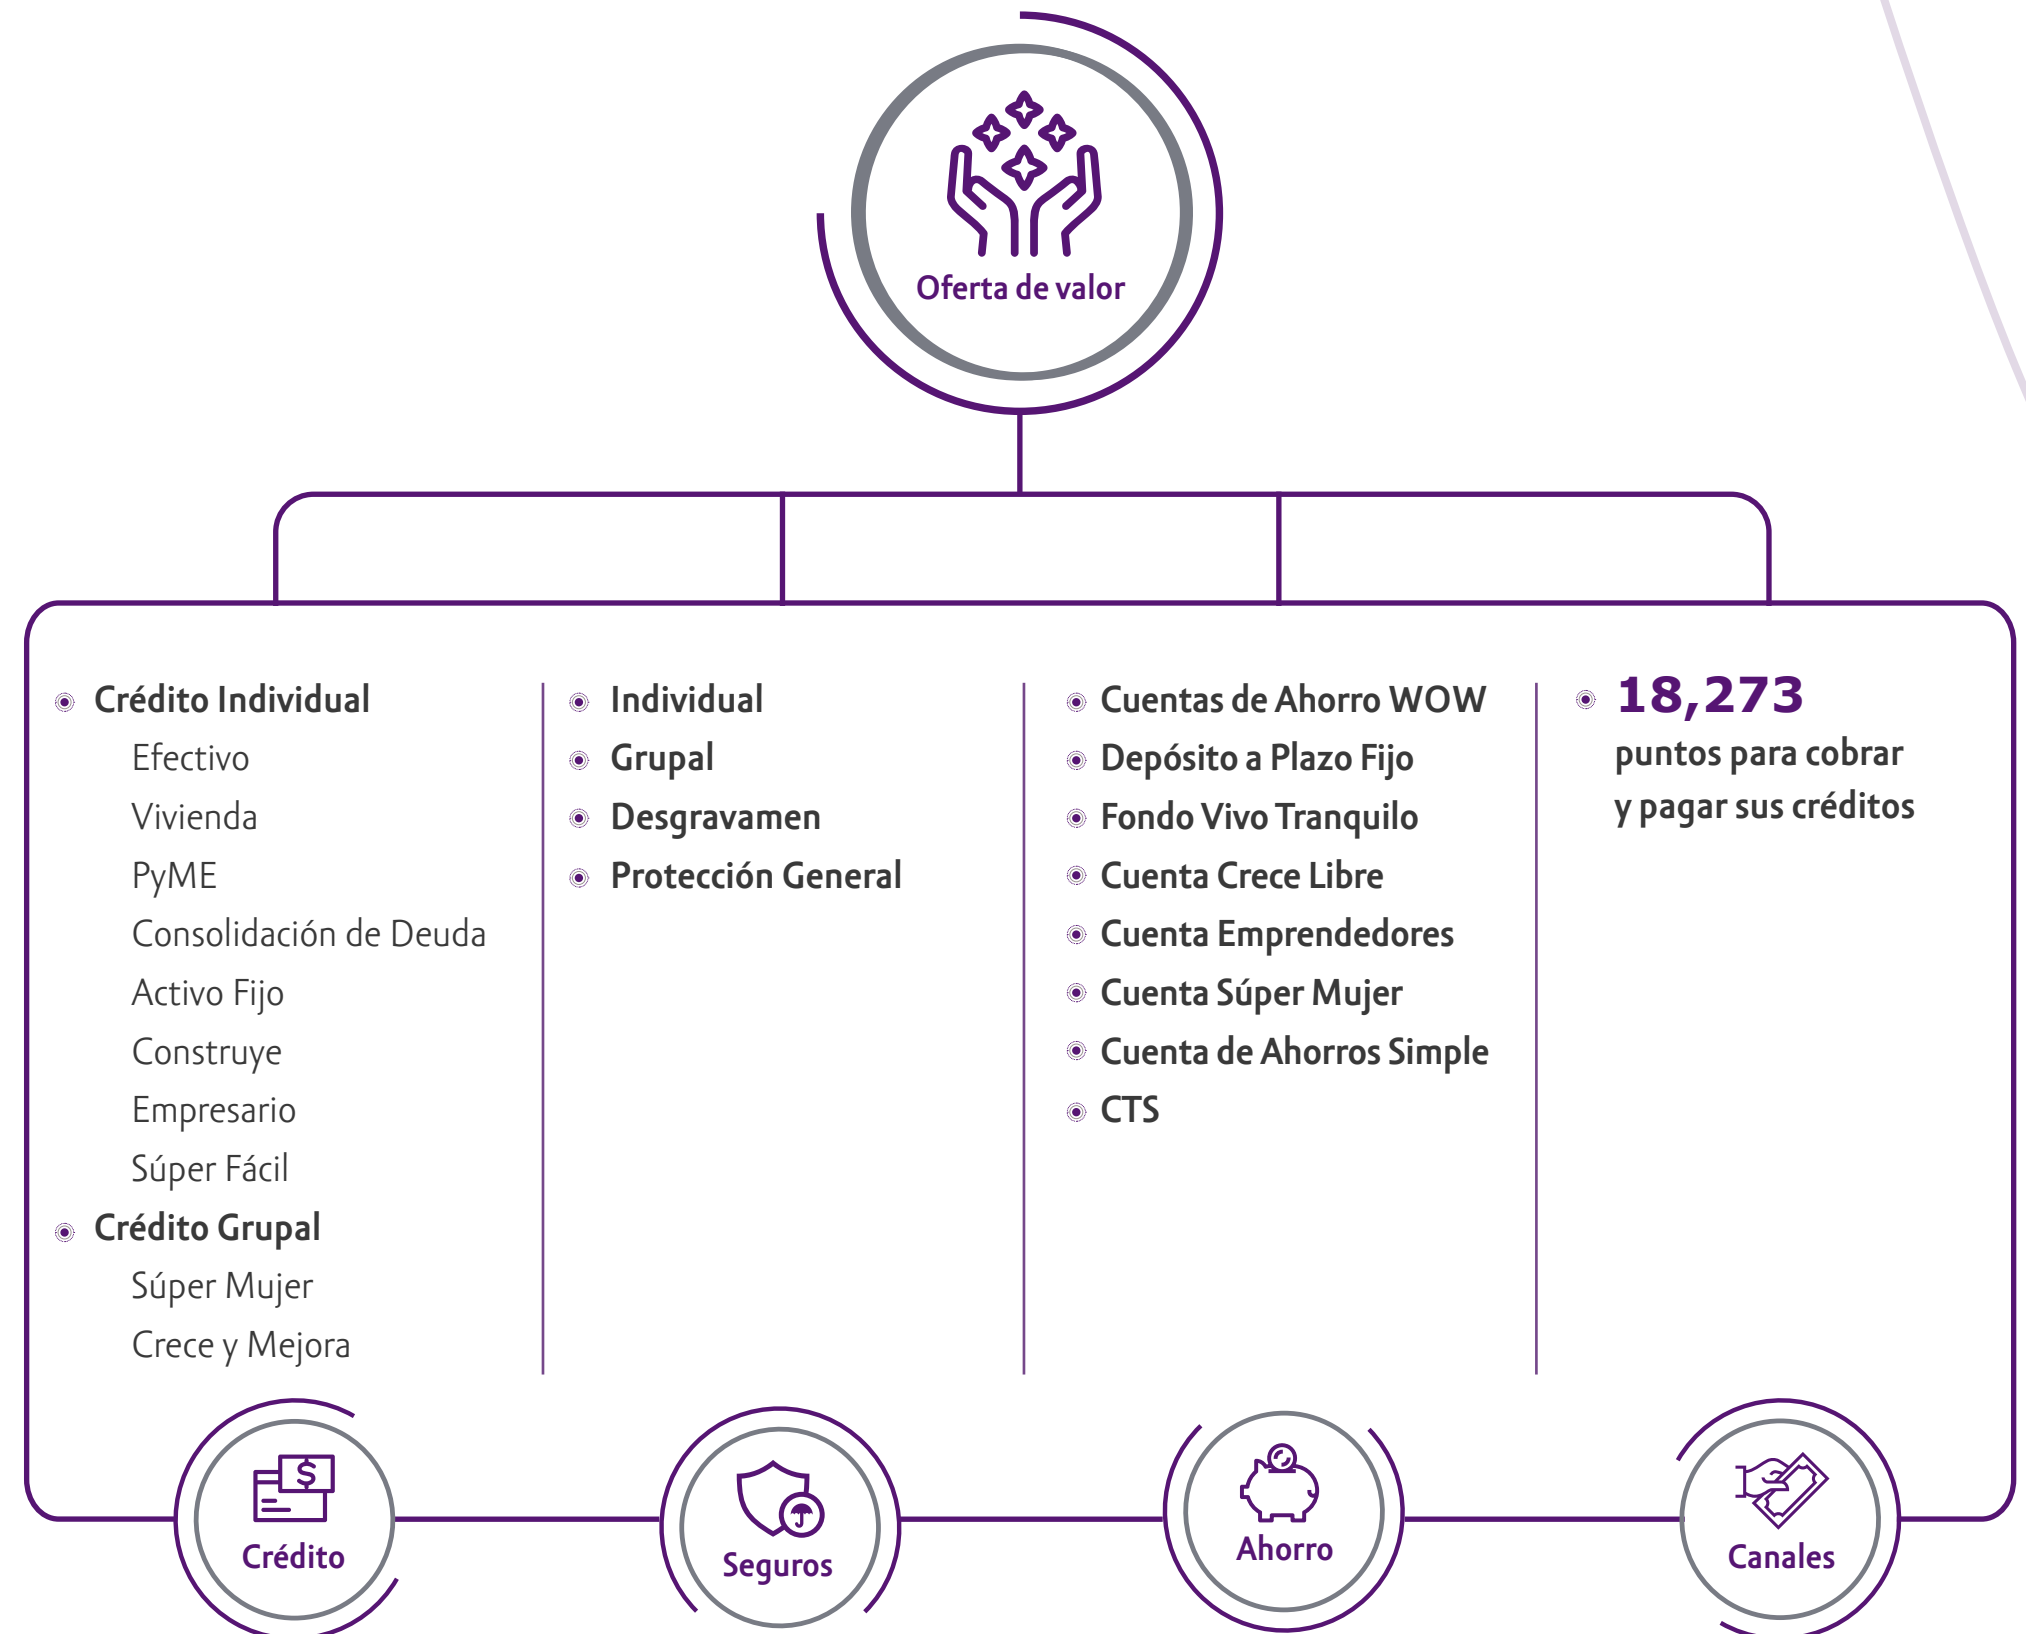 Oferta de valor
Crédito Individual
Efectivo
Vivienda
PyME
Consolidación de Deuda
Activo Fijo
Construye
Empresario
Súper Fácil
Crédito Grupal
Súper Mujer
Crece y Mejora
Crédito
Individual
Grupal
Desgravamen
Protección General
Seguros
Cuentas de Ahorro WOW
Depósito a Plazo Fijo
Fondo Vivo Tranquilo
Cuenta Crece Libre
Cuenta Emprendedores
Cuenta Súper Mujer
Cuenta de Ahorros Simple
CTS
Ahorro
18,273
puntos para cobrar
y pagar sus créditos
Canales